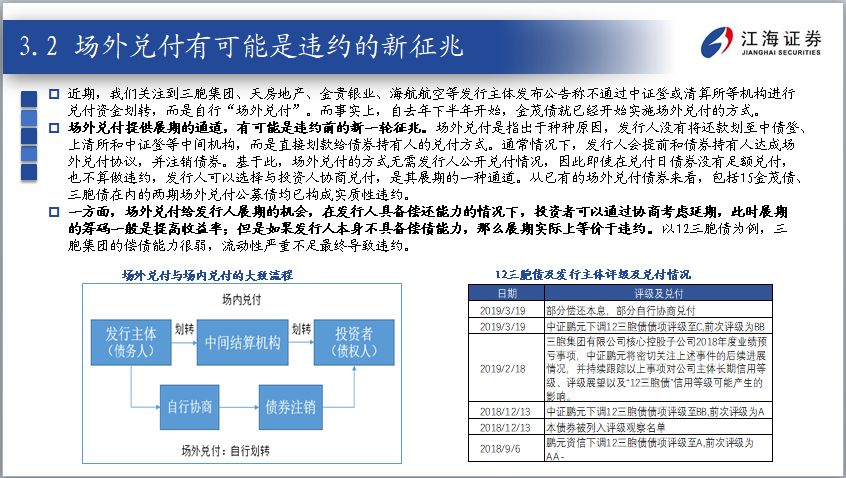 3.2 场外兑付有可能是违约的新征兆
江海证券
JIANGHAI SECURITIES
近期，我们关注到三胞集团、天房地产、金贵银业、海航航空等发行主体发布公告称不通过中证登或清算所等机构进行
兑付资金划转，而是自行“场外兑付”。而事实上，自去年下半年开始，金茂债就已经开始实施场外兑付的方式。
场外兑付提供展期的通道，有可能是违约前的新一轮征兆。场外兑付是指出于种种原因，发行人没有将还款划至中债登、
上清所和中证登等中间机构，而是直接划款给债券持有人的兑付方式。通常情况下，发行人会提前和债券持有人达成场
外兑付协议，并注销债券。基于此，场外兑付的方式无需发行人公开兑付情况，因此即使在兑付日债券没有足额兑付，
也不算做违约，发行人可以选择与投资人协商兑付，是其展期的一种通道。从已有的场外兑付债券来看，包括15金茂债、
三胞债在内的两期场外兑付公募债均已构成实质性违约。
一方面，场外兑付给发行人展期的机会，在发行人具备偿还能力的情况下，投资者可以通过协商考虑延期，此时展期
的筹码一般是提高收益率；但是如果发行人本身不具备偿债能力，那么展期实际上等价于违约。以12三胞债为例，三
胞集团的偿债能力很弱，流动性严重不足最终导致违约。
场外兑付与场内兑付的大致流程
场内兑付
发行主体
（债务人）
划转
中间结算机构
划转
投资者
（债权人）
自行协商
债券注销
场外兑付：自行划转
12三胞债及发行主体评级及兑付情况
日期 评级及兑付
2019/3/19 部分偿还本息，部分自行协商兑付
2019/3/19 中证鹏元下调12三胞债债项评级至C,前次评级为BB
三胞集团有限公司核心控股子公司2018年度业绩预
亏事项，中证鹏元将密切关注上述事件的后续进展
2019/2/18 情况，并持续跟踪以上事项对公司主体长期信用等
级、评级展望以及“12三胞债”信用等级可能产生的
影响。
2018/12/13 中证鹏元下调12三胞债债项评级至BB,前次评级为A
2018/12/13 本债券被列入评级观察名单
2018/9/6 鹏元资信下调12三胞债债项评级至A,前次评级为
AA-